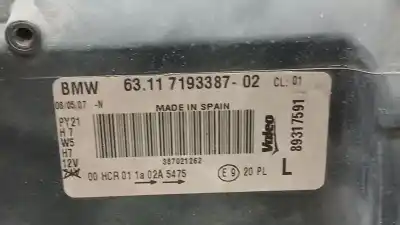 BMW 63.11 7193387-02 CL: 01
08/05/07 -N MADE IN SPAIN
PY21
H7
W5
H7
12V
24V
387021262
00 HCR 01 1a 02A 5475
E9 20 PL
L
Valeo
89317591